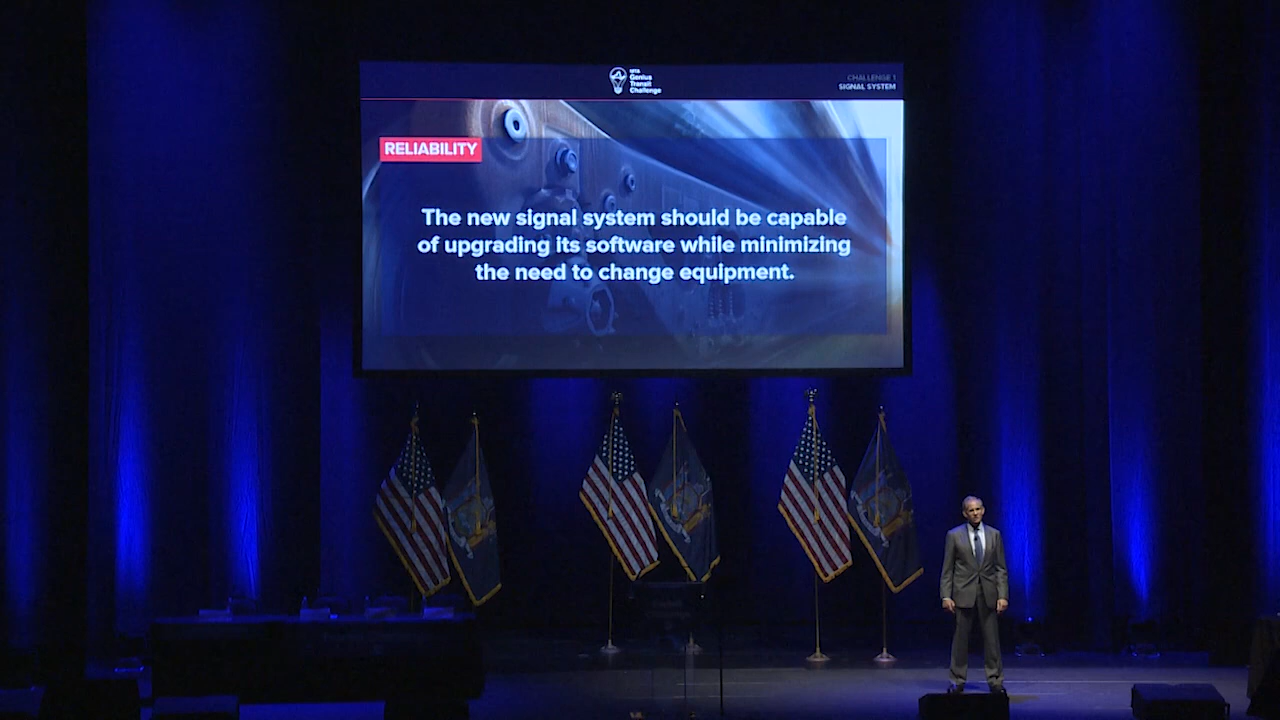 MTA
Genius
Transit
Challenge
CHALLENGE 1
SIGNAL SYSTEM
RELIABILITY
The new signal system should be capable
of upgrading its software while minimizing
the need to change equipment.